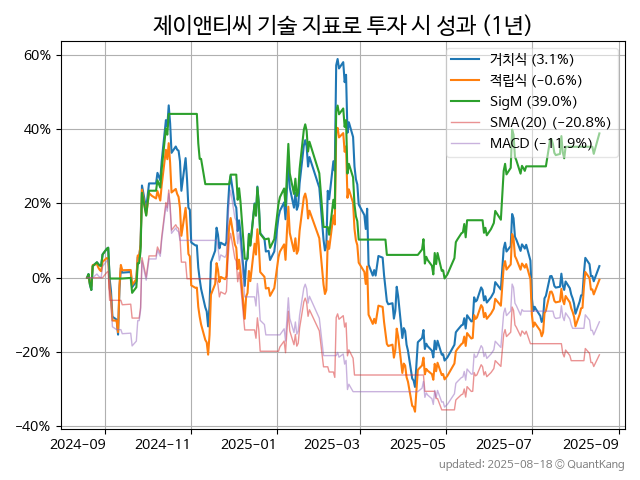 제이앤티씨 기술 지표로 투자 시 성과 (1년)
60%
40%
20%
0%
−20%
−40%
거치식 (3.1%)
적립식 (−0.6%)
SigM (39.0%)
SMA(20) (−20.8%)
MACD (−11.9%)
2024-09
2024-11
2025-01
2025-03
2025-05
2025-07
2025-09
updated: 2025-08-18 © QuantKang